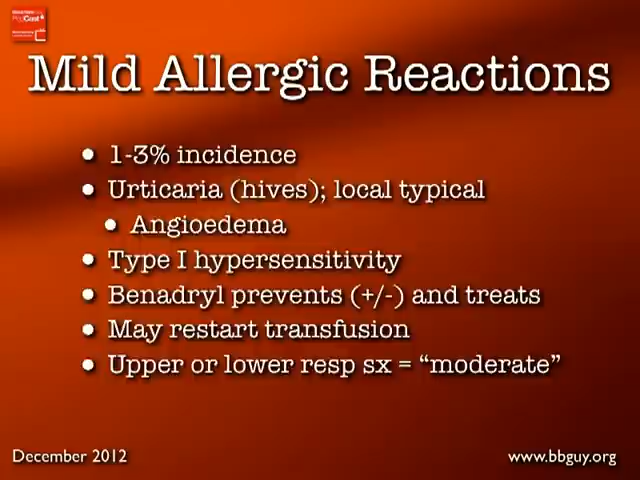 Mild Allergic Reactions
1-3% incidence
Urticaria (hives); local typical
Angioedema
Type I hypersensitivity
Benadryl prevents (+/-) and treats
May restart transfusion
Upper or lower resp sx = “moderate”
December 2012
www.bbguy.org